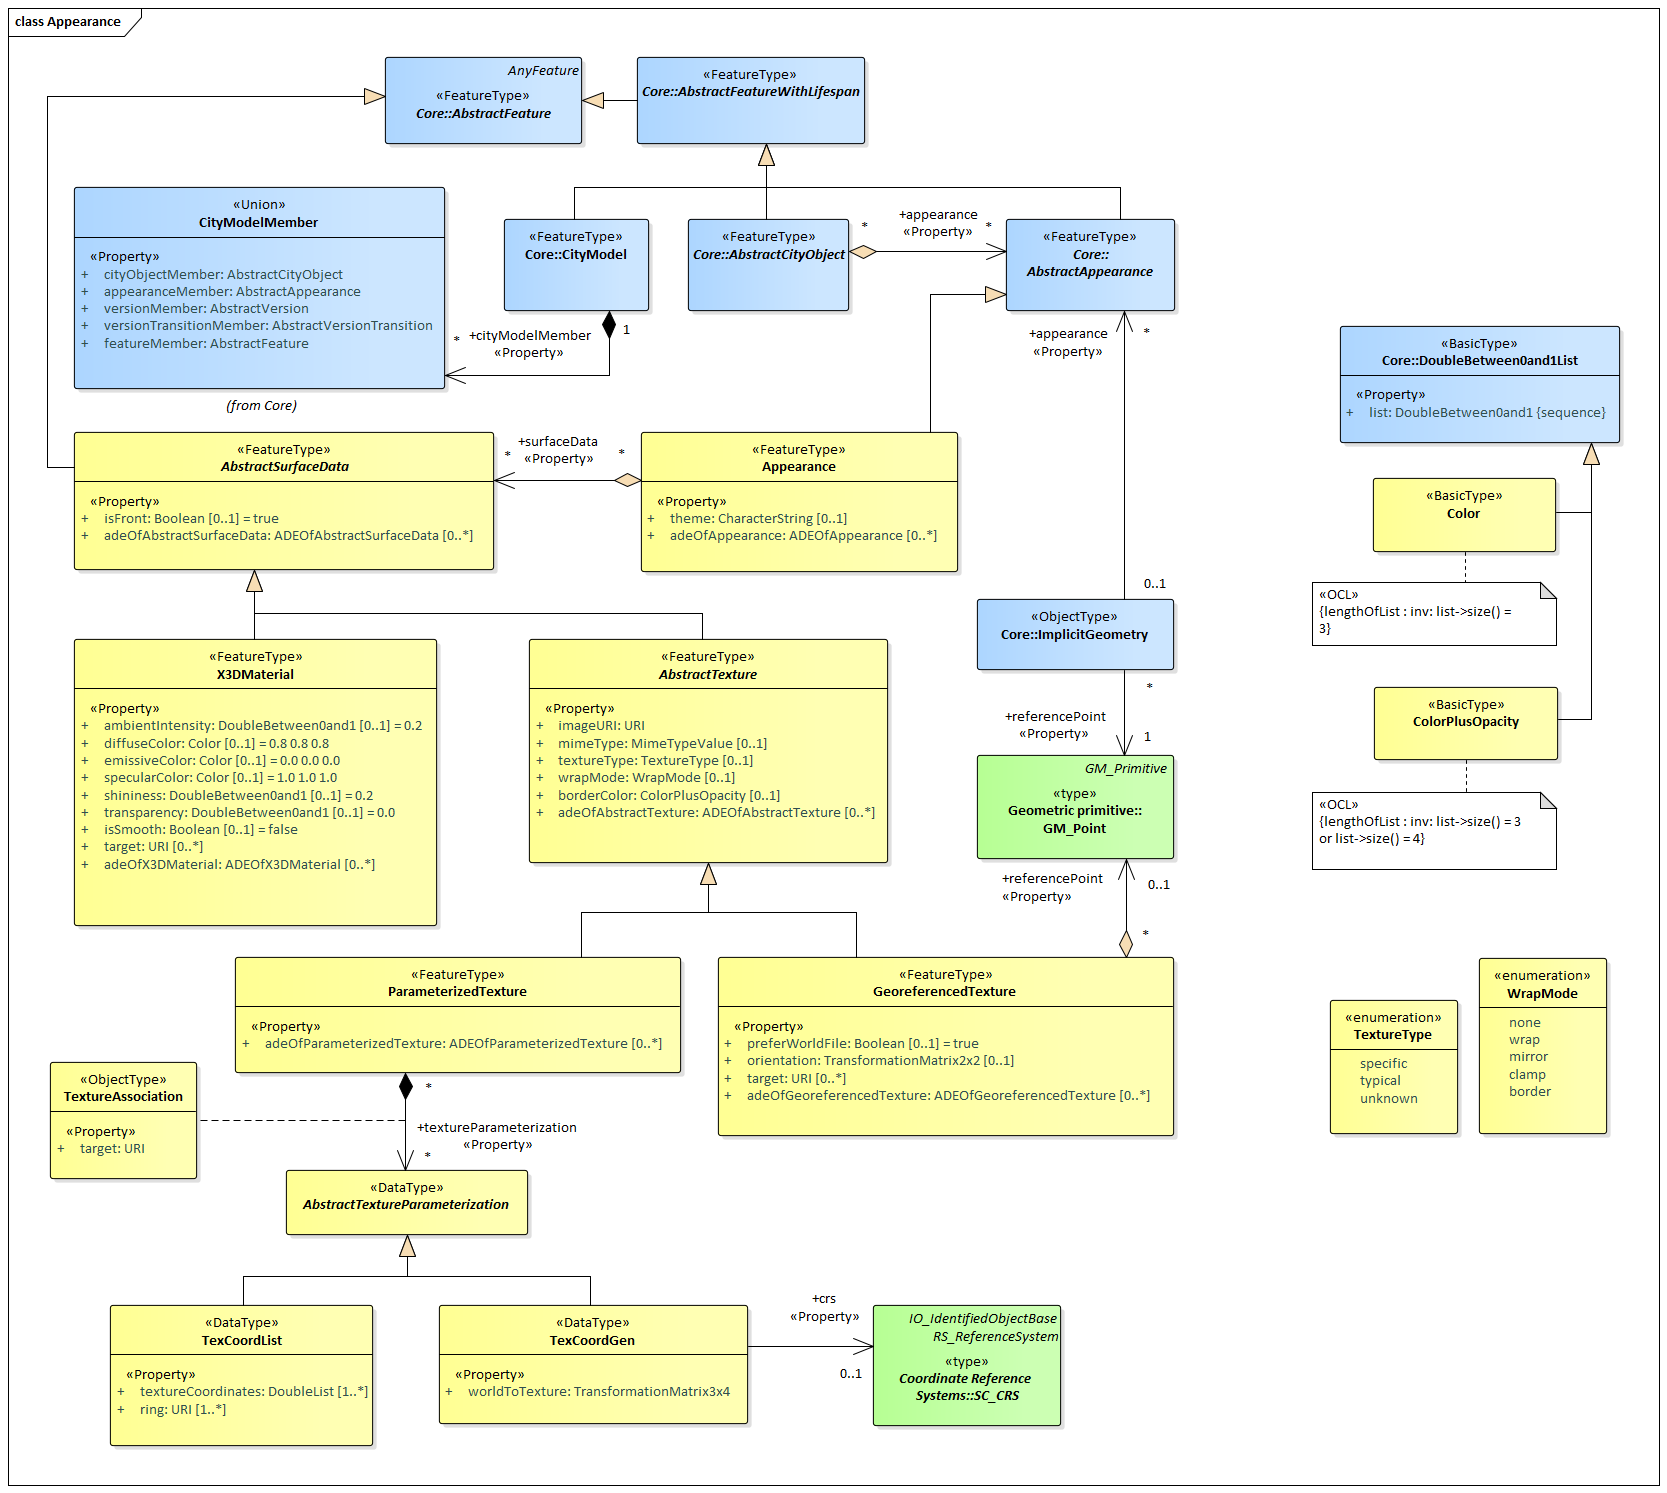 class Appearance
AnyFeature
«FeatureType»
Core::AbstractFeature
«FeatureType»
Core::AbstractFeatureWithLifespan
«Union»
CityModelMember
«Property»
+ cityObjectMember: AbstractCityObject
+ appearanceMember: AbstractAppearance
+ versionMember: AbstractVersion
+ versionTransitionMember: AbstractVersionTransition
+ featureMember: AbstractFeature
(from Core)
«FeatureType»
Core::CityModel
1
* +cityModelMember
«Property»
«FeatureType»
Core::AbstractCityObject
* +appearance *
«Property»
«FeatureType»
Core::
AbstractAppearance
+appearance *
«Property»
0..1
«BasicType»
Core::DoubleBetween0and1List
«Property»
+ list: DoubleBetween0and1 {sequence}
«FeatureType»
AbstractSurfaceData
«Property»
+ isFront: Boolean [0..1] = true
+ adeOfAbstractSurfaceData: ADEOfAbstractSurfaceData [0..*]
+surfaceData
* «Property» *
«FeatureType»
Appearance
«Property»
+ theme: CharacterString [0..1]
+ adeOfAppearance: ADEOfAppearance [0..*]
«BasicType»
Color
«OCL»
{lengthOfList : inv: list->size() =
3}
«ObjectType»
Core::ImplicitGeometry
*
+referencePoint
«Property» 1
«FeatureType»
X3DMaterial
«Property»
+ ambientIntensity: DoubleBetween0and1 [0..1] = 0.2
+ diffuseColor: Color [0..1] = 0.8 0.8 0.8
+ emissiveColor: Color [0..1] = 0.0 0.0 0.0
+ specularColor: Color [0..1] = 1.0 1.0 1.0
+ shininess: DoubleBetween0and1 [0..1] = 0.2
+ transparency: DoubleBetween0and1 [0..1] = 0.0
+ isSmooth: Boolean [0..1] = false
+ target: URI [0..*]
+ adeOfX3DMaterial: ADEOfX3DMaterial [0..*]
«FeatureType»
AbstractTexture
«Property»
+ imageURI: URI
+ mimeType: MimeTypeValue [0..1]
+ textureType: TextureType [0..1]
+ wrapMode: WrapMode [0..1]
+ borderColor: ColorPlusOpacity [0..1]
+ adeOfAbstractTexture: ADEOfAbstractTexture [0..*]
«BasicType»
ColorPlusOpacity
«OCL»
{lengthOfList : inv: list->size() = 3
or list->size() = 4}
GM_Primitive
«type»
Geometric primitive::
GM_Point
+referencePoint 0..1
«Property»
*
«FeatureType»
ParameterizedTexture
«Property»
+ adeOfParameterizedTexture: ADEOfParameterizedTexture [0..*]
«FeatureType»
GeoreferencedTexture
«Property»
+ preferWorldFile: Boolean [0..1] = true
+ orientation: TransformationMatrix2x2 [0..1]
+ target: URI [0..*]
+ adeOfGeoreferencedTexture: ADEOfGeoreferencedTexture [0..*]
«enumeration»
TextureType
specific
typical
unknown
«enumeration»
WrapMode
none
wrap
mirror
clamp
border
«ObjectType»
TextureAssociation
«Property»
+ target: URI
*
+textureParameterization
«Property»
*
«DataType»
AbstractTextureParameterization
«DataType»
TexCoordList
«Property»
+ textureCoordinates: DoubleList [1..*]
+ ring: URI [1..*]
«DataType»
TexCoordGen
«Property»
+ worldToTexture: TransformationMatrix3x4
+crs
«Property»
0..1
IO_IdentifiedObjectBase
RS_ReferenceSystem
«type»
Coordinate Reference
Systems::SC_CRS